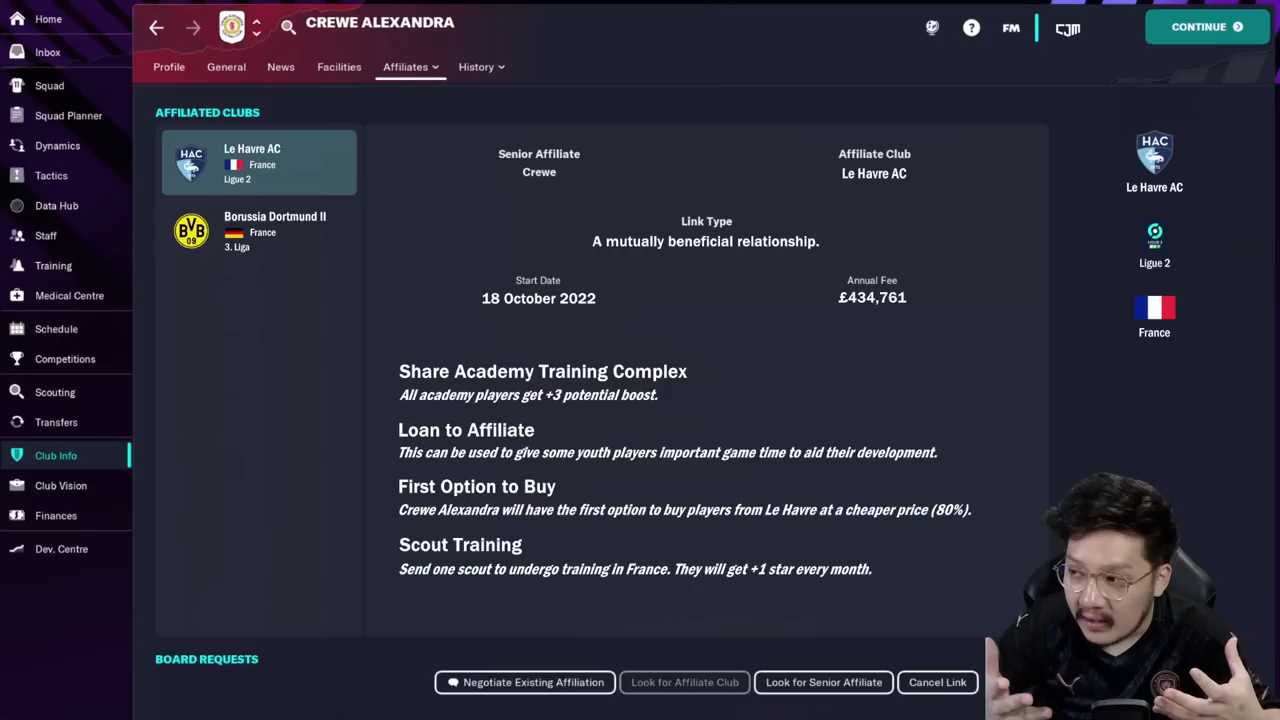 Home
Inbox
Squad
Squad Planner
Dynamics
Tactics
Data Hub
Staff
Training
Medical Centre
Schedule
Competitions
Scouting
Transfers
Club Info
Club Vision
Finances
Dev. Centre
CREWE ALEXANDRA
? FM CJM
CONTINUE
Profile General News Facilities Affiliates History
AFFILIATED CLUBS
HAC
Le Havre AC
France
Ligue 2
BVB
09
Borussia Dortmund II
France
3. Liga
Senior Affiliate
Crewe
Affiliate Club
Le Havre AC
Link Type
A mutually beneficial relationship.
Start Date
18 October 2022
Annual Fee
£434,761
Share Academy Training Complex
All academy players get +3 potential boost.
Loan to Affiliate
This can be used to give some youth players important game time to aid their development.
First Option to Buy
Crewe Alexandra will have the first option to buy players from Le Havre at a cheaper price (80%).
Scout Training
Send one scout to undergo training in France. They will get +1 star every month.
HAC
Le Havre AC
Ligue 2
France
BOARD REQUESTS
Negotiate Existing Affiliation Look for Affiliate Club Look for Senior Affiliate Cancel Link